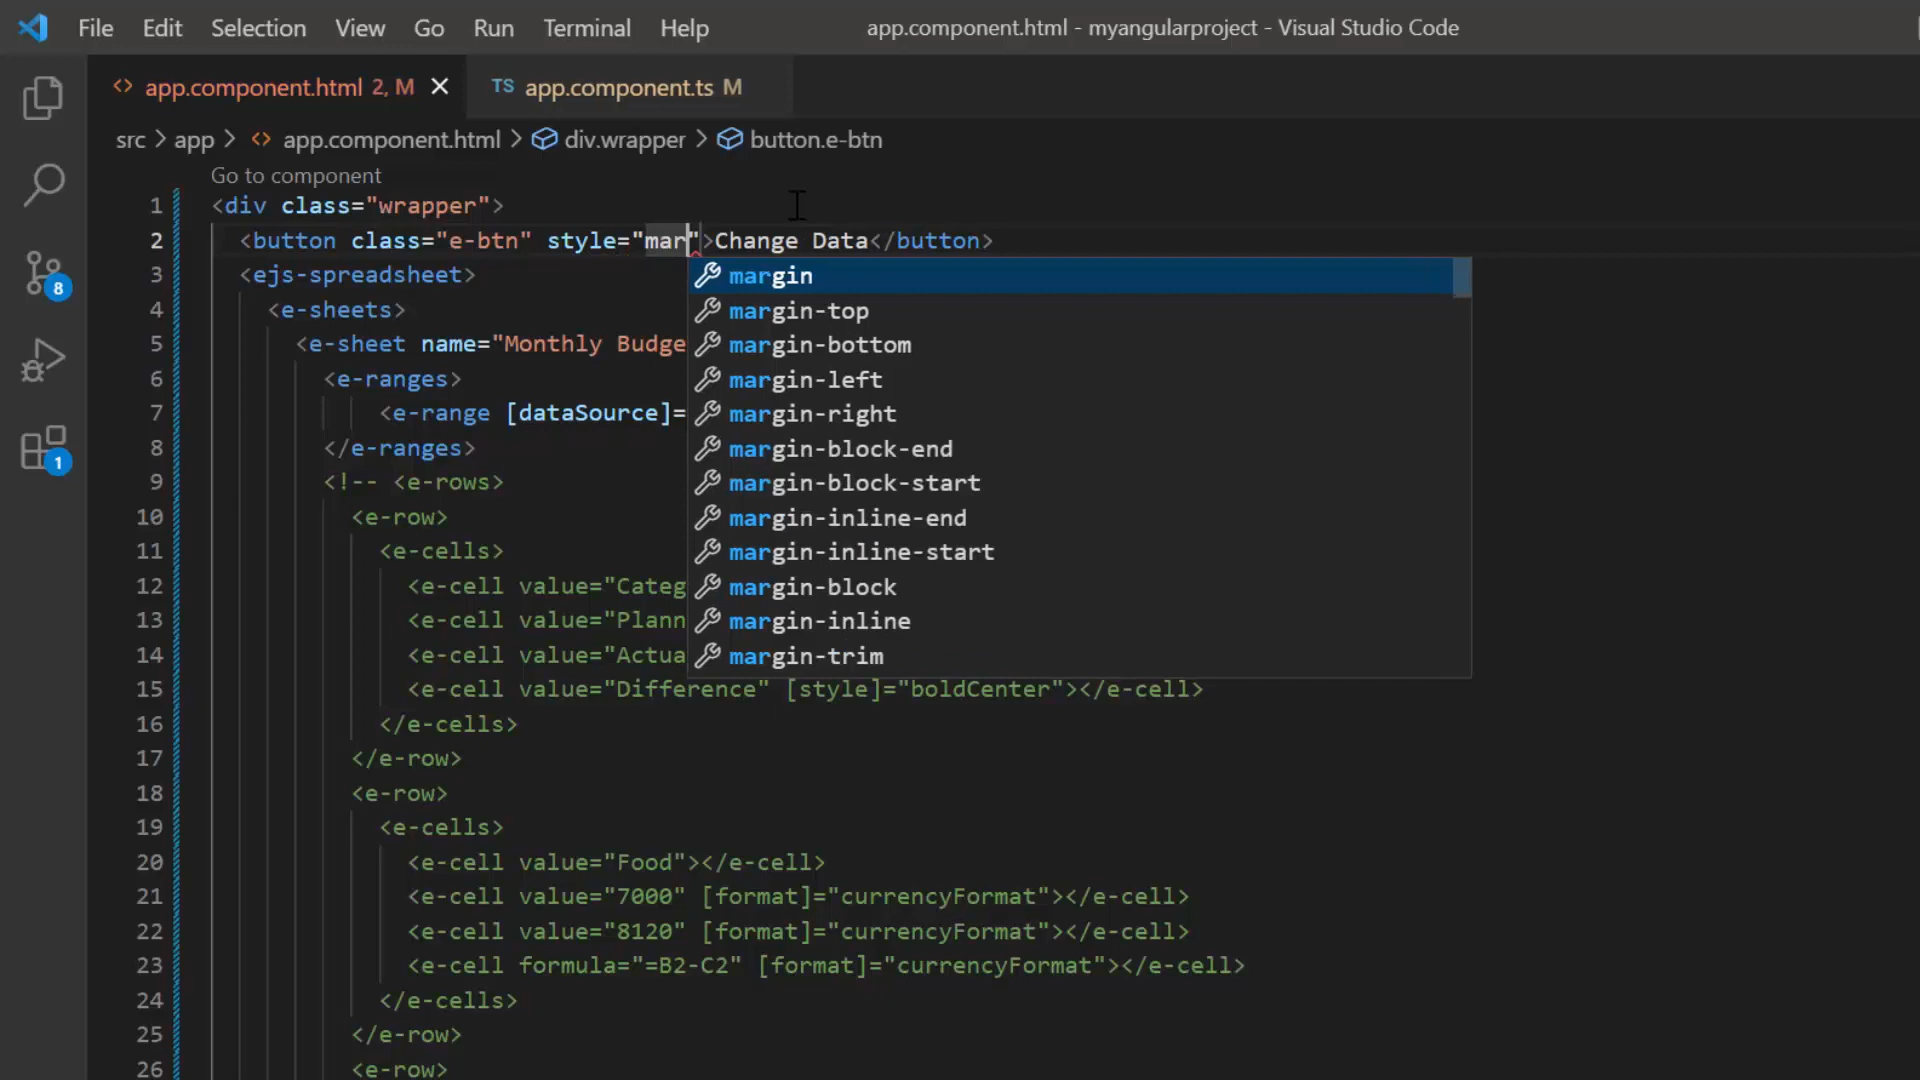 File Edit Selection View Go Run Terminal Help app.component.html - myangularproject - Visual Studio Code
app.component.html 2, M TS app.component.ts M
src > app > app.component.html > div.wrapper > button.e-btn
Go to component
1 <div class="wrapper">
2 <button class="e-btn" style="mar">Change Data</button>
3 <ejs-spreadsheet>
margin
4 <e-sheets>
margin-top
5 <e-sheet name="Monthly Budge
margin-bottom
6 <e-ranges>
margin-left
7 <e-range [dataSource]=
margin-right
8 </e-ranges>
margin-block-end
9 <!-- <e-rows>
margin-block-start
10 <e-row>
margin-inline-end
11 <e-cells>
margin-inline-start
12 <e-cell value="Categ
margin-block
13 <e-cell value="Plann
margin-inline
14 <e-cell value="Actua
margin-trim
15 <e-cell value="Difference" [style]="boldCenter"></e-cell>
16 </e-cells>
17 </e-row>
18 <e-row>
19 <e-cells>
20 <e-cell value="Food"></e-cell>
21 <e-cell value="7000" [format]="currencyFormat"></e-cell>
22 <e-cell value="8120" [format]="currencyFormat"></e-cell>
23 <e-cell formula="=B2-C2" [format]="currencyFormat"></e-cell>
24 </e-cells>
25 </e-row>
26 <e-row>
8
1